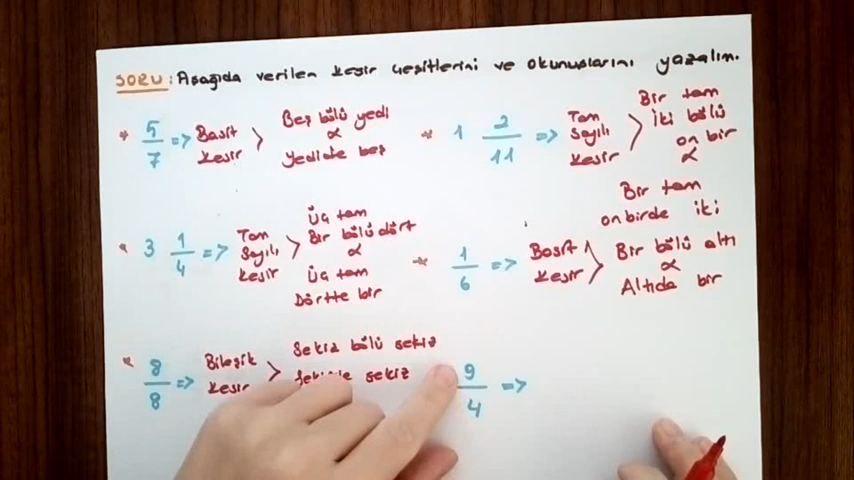 SORU: Aşağıda verilen kesir çeşitlerini ve okunuşlarını yazalım.
* 5/7 => Basit kesir > Beş bölü yedi
α
yedide beş
* 1 2/11 => Tam sayılı kesir > Bir tam
iki bölü
on bir
α
Bir tam
onbirde iki
* 3 1/4 => Tam sayılı kesir > Üç tam
Bir bölü dört
α
Üç tam
Dörtte bir
* 1/6 => Basit kesir > Bir bölü altı
α
Altıda bir
* 8/8 => Bileşik kesir > Sekiz bölü sekiz
sekiz
9/4 =>